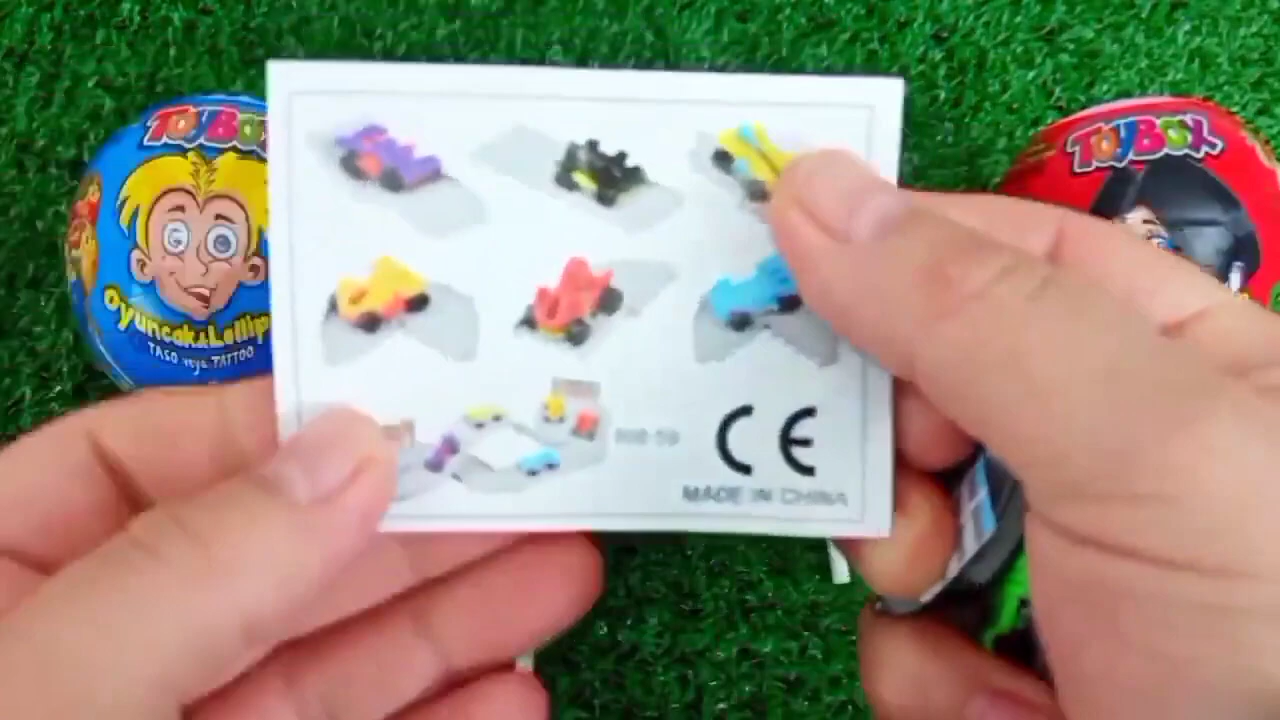 TOYBOX
Oyuncak&Lollip
TASO veya TATTOO
CE
MADE IN CHINA
TOYBOX